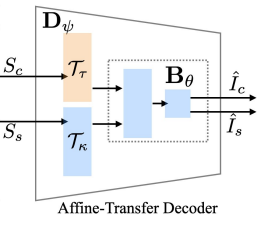 D_ψ
S_c
T_τ
B_θ
Î_c
S_s
T_κ
Î_s
Affine-Transfer Decoder